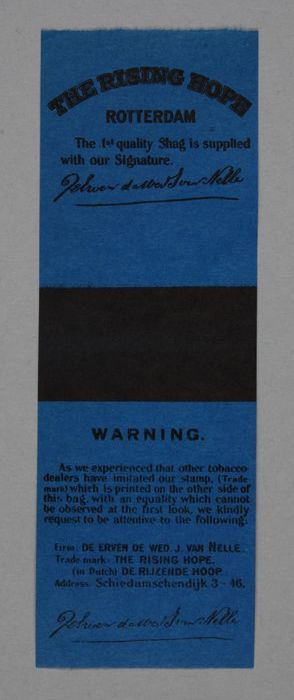 THE RISING HOPE
ROTTERDAM
The 1st quality Shag is supplied
with our Signature.
WARNING.
As we experienced that other tobacco-
dealers have imitated our stamp, (Trade-
mark) which is printed on the other side of
this bag, with an equality which cannot
be observed at the first look, we kindly
request to be attentive to the following:
Firm: DE ERVEN DE WED. J. VAN NELLE.
Trade mark: THE RISING HOPE.
(in Dutch) DE RIJZENDE HOOP.
Address: Schiedamschendijk 3 - 46.